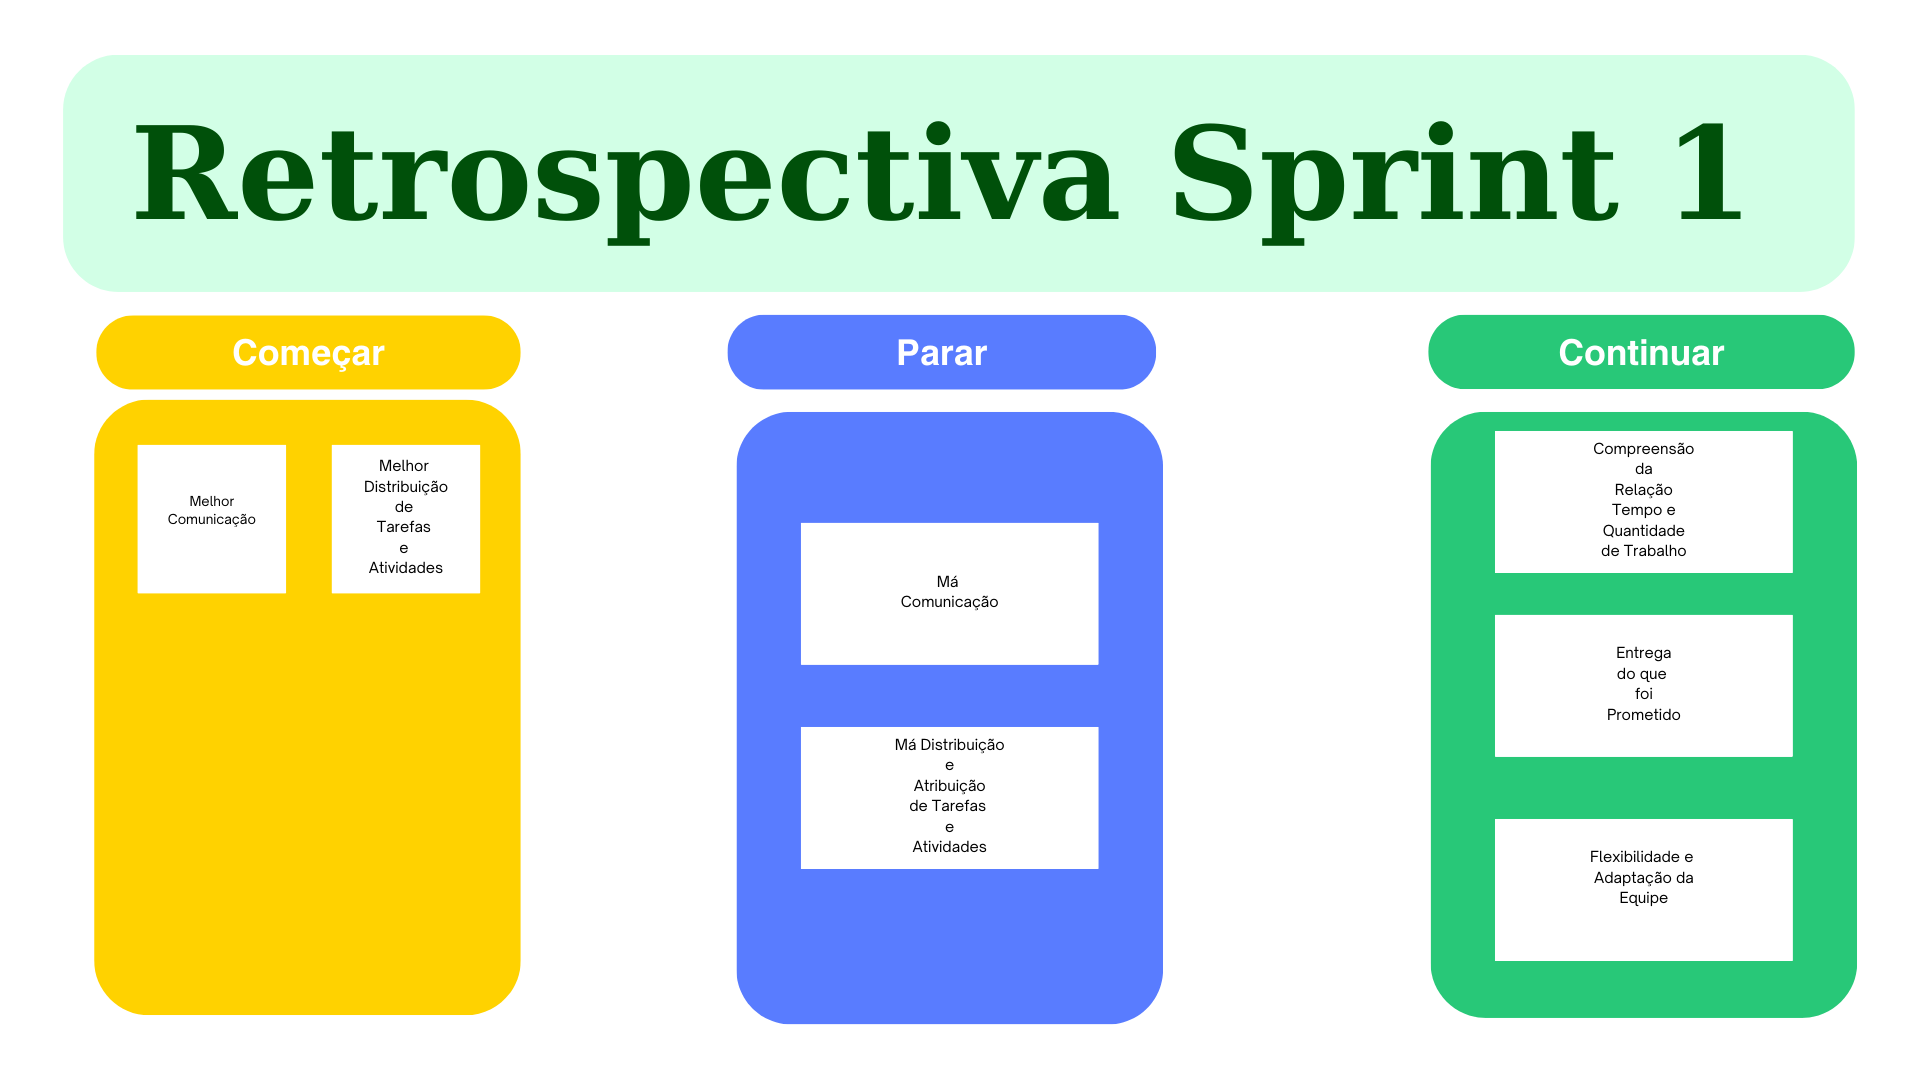 Retrospectiva Sprint 1
Começar
Melhor
Comunicação
Melhor
Distribuição
de
Tarefas
e
Atividades
Parar
Má
Comunicação
Má Distribuição
e
Atribuição
de Tarefas
e
Atividades
Continuar
Compreensão
da
Relação
Tempo e
Quantidade
de Trabalho
Entrega
do que
foi
Prometido
Flexibilidade e
Adaptação da
Equipe